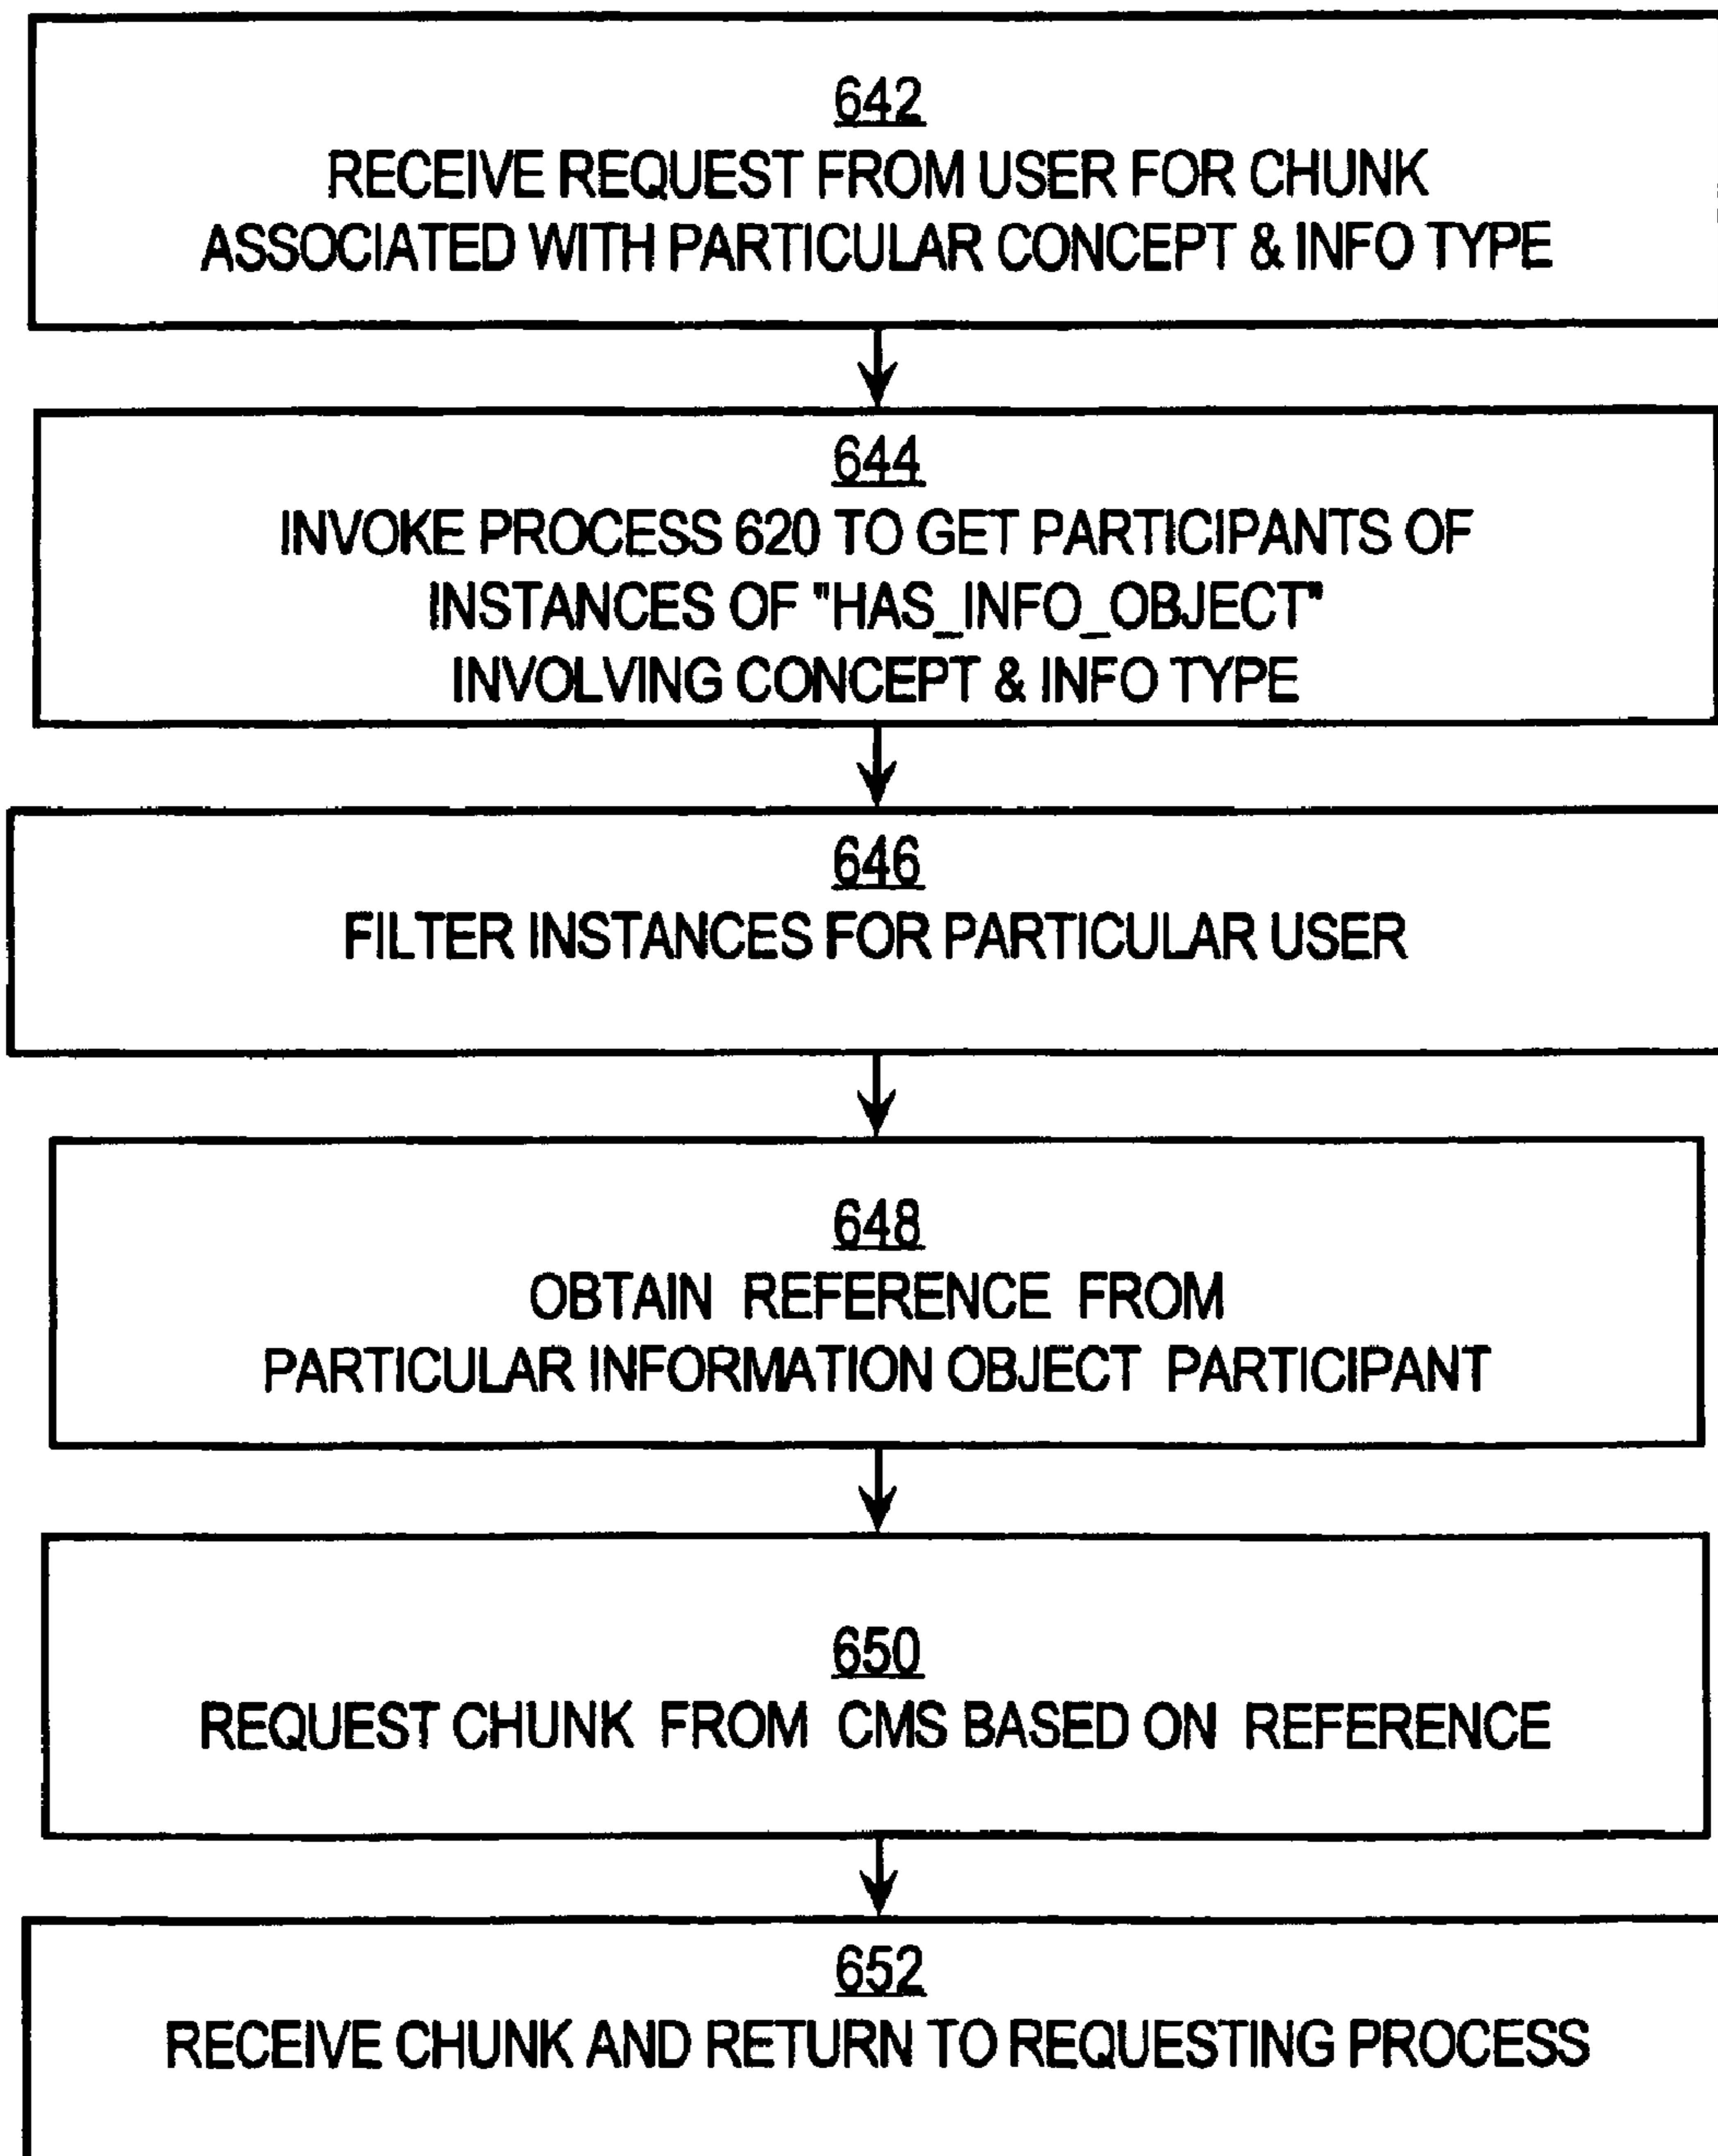 642
RECEIVE REQUEST FROM USER FOR CHUNK
ASSOCIATED WITH PARTICULAR CONCEPT & INFO TYPE
644
INVOKE PROCESS 620 TO GET PARTICIPANTS OF
INSTANCES OF "HAS_INFO_OBJECT"
INVOLVING CONCEPT & INFO TYPE
646
FILTER INSTANCES FOR PARTICULAR USER
648
OBTAIN REFERENCE FROM
PARTICULAR INFORMATION OBJECT PARTICIPANT
650
REQUEST CHUNK FROM CMS BASED ON REFERENCE
652
RECEIVE CHUNK AND RETURN TO REQUESTING PROCESS